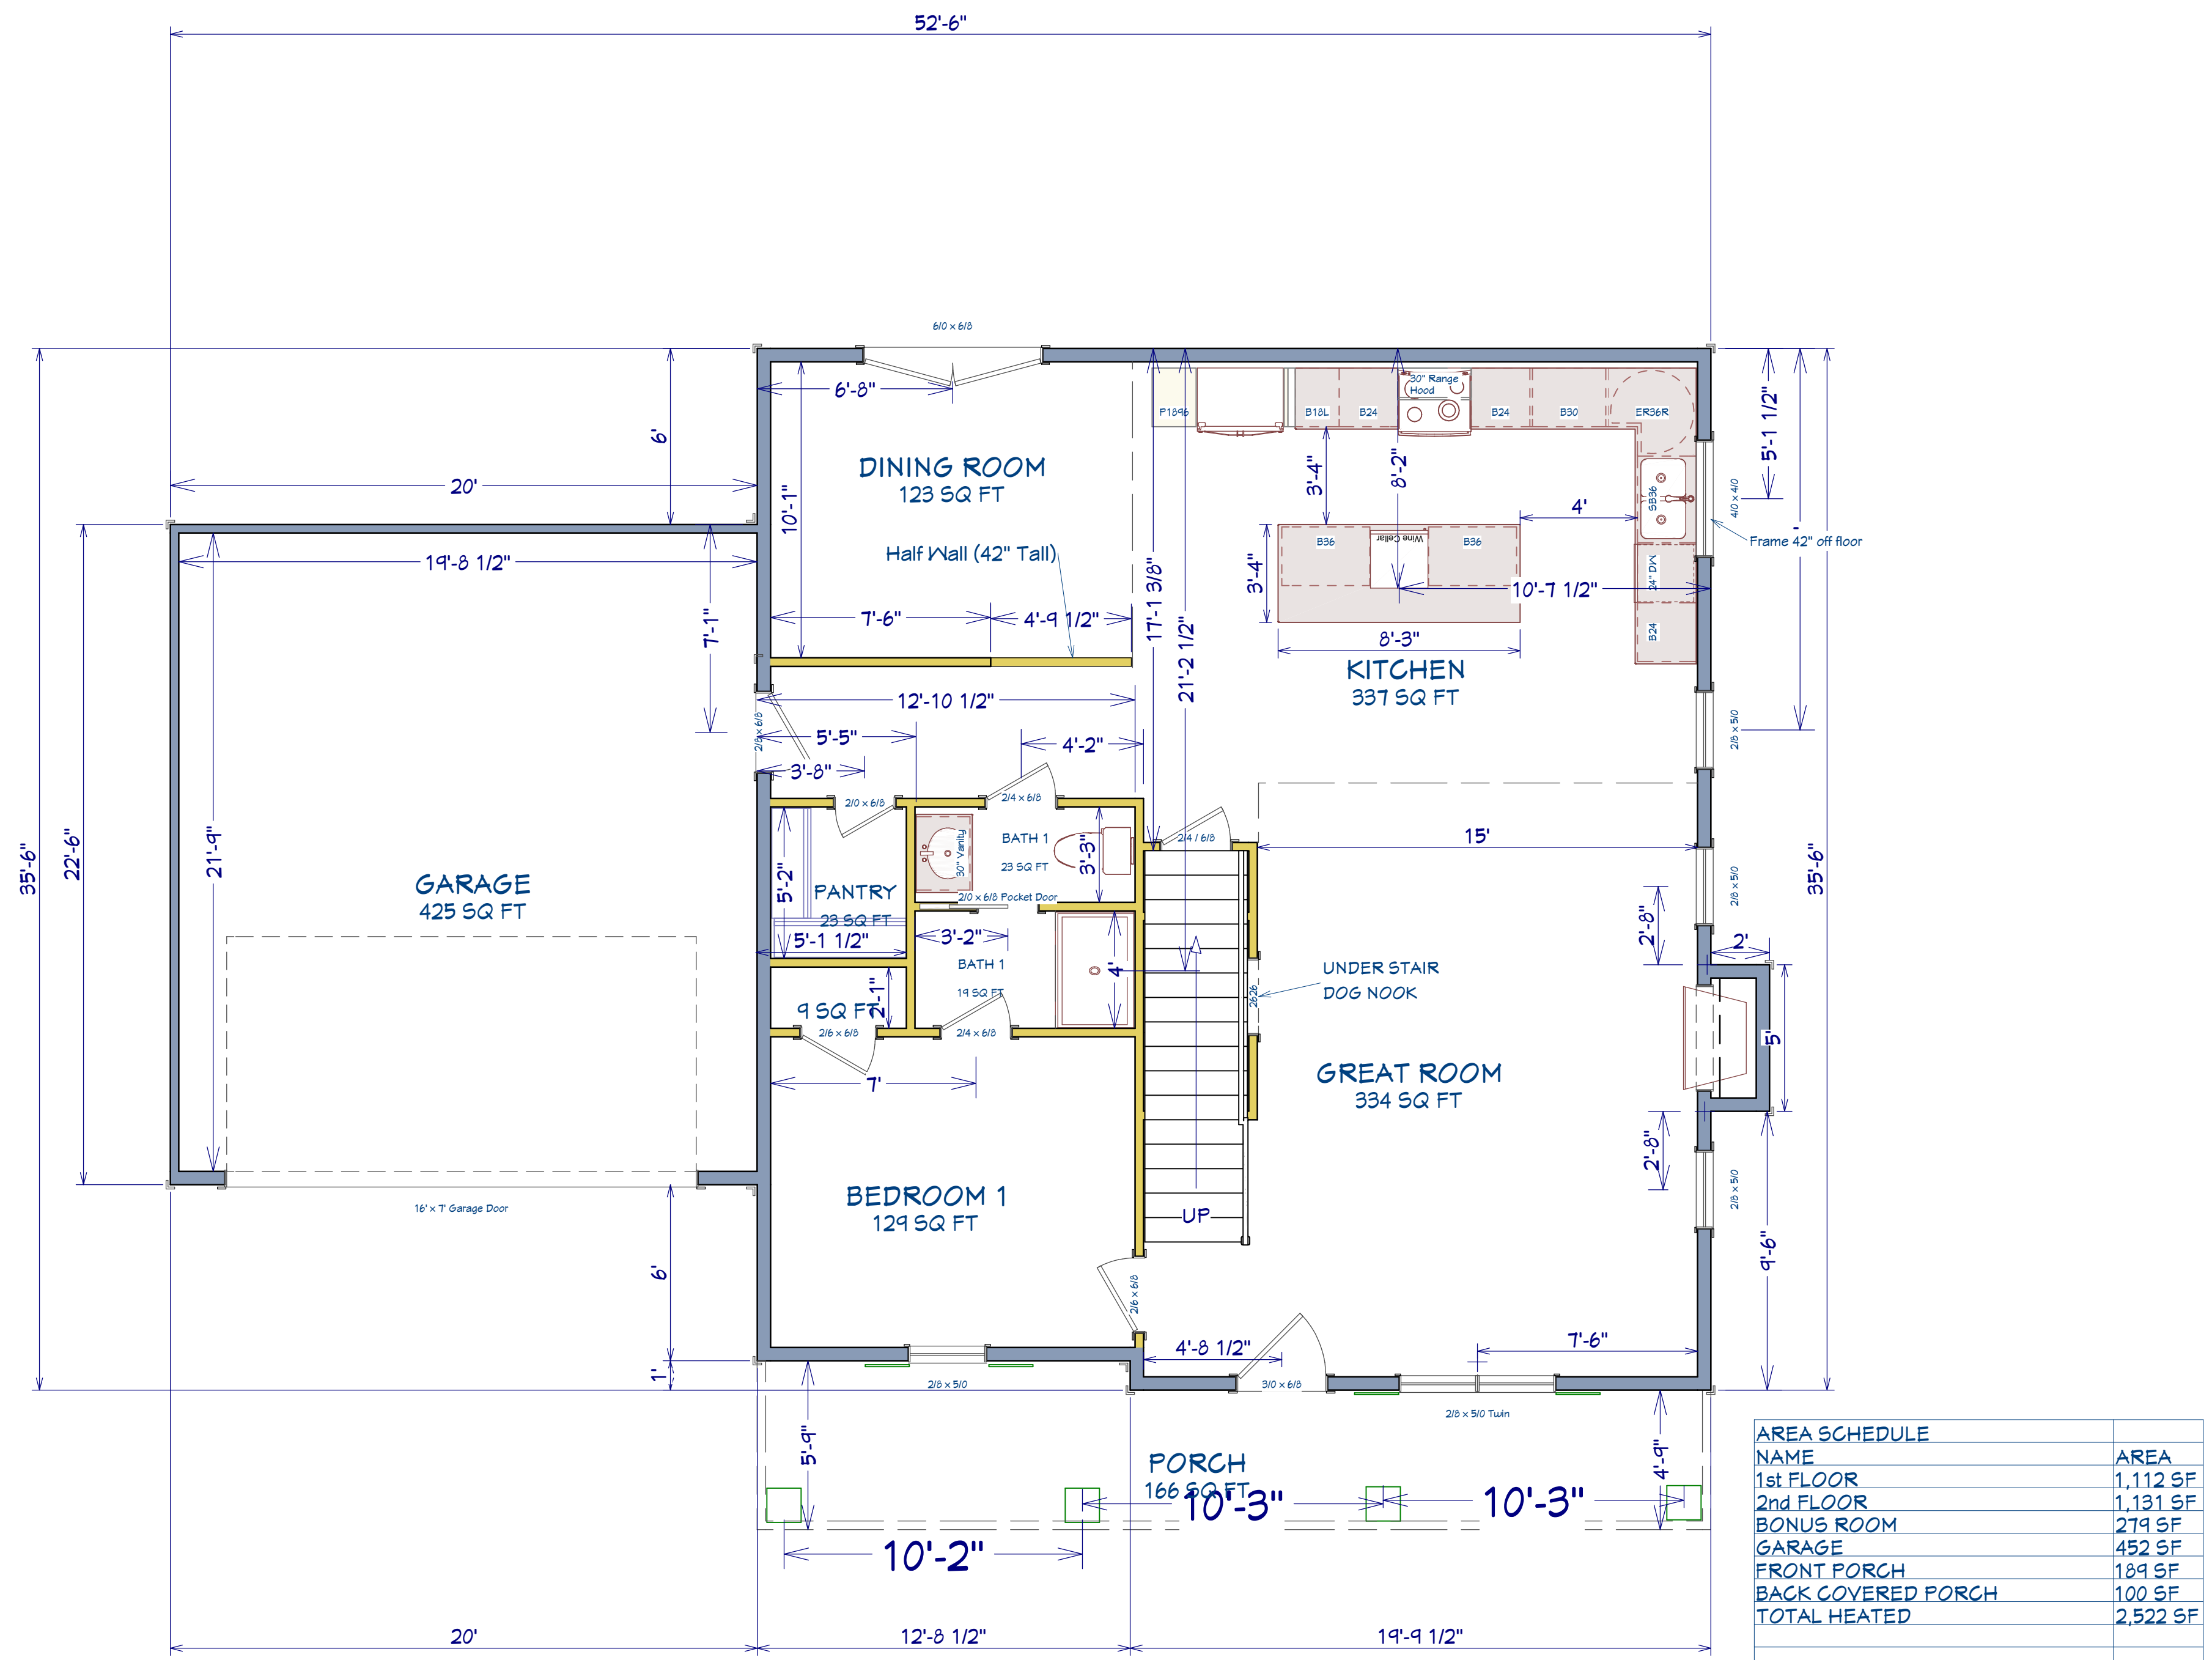 52'-6"
6/0 x 6/8
6'-8"
6'
20'
30" Range
Hood
P1896
B18L
B24
B24
B30
ER36R
5'-1 1/2"
DINING ROOM
123 SQ FT
10'-1"
3'-4"
8'-2"
4'
SB36
4/0 x 4/0
Frame 42" off floor
Half Wall (42" Tall)
B36
Wine Cellar
B36
19'-8 1/2"
7'-1"
17'-1 3/8"
3'-4"
10'-7 1/2"
24" DW
B24
7'-6"
4'-9 1/2"
21'-2 1/2"
8'-3"
KITCHEN
337 SQ FT
12'-10 1/2"
2/8 x 6/8
5'-5"
4'-2"
3'-8"
2/8 x 5/0
2/0 x 6/8
2/4 x 6/8
35'-6"
22'-6"
21'-9"
GARAGE
425 SQ FT
BATH 1
23 SQ FT
30" Vanity
3'-3"
2/4 / 6/8
15'
35'-6"
2/8 x 5/0
5'-2"
PANTRY
23 SQ FT
2/0 x 6/8 Pocket Door
5'-1 1/2"
3'-2"
2'-8"
2'
BATH 1
19 SQ FT
4'
UNDER STAIR
DOG NOOK
2626
9 SQ FT
2'-1"
2/6 x 6/8
2/4 x 6/8
5'
7'
GREAT ROOM
334 SQ FT
2'-8"
2/8 x 5/0
BEDROOM 1
129 SQ FT
UP
16' x 7' Garage Door
6'
2/6 x 6/8
9'-6"
1'
4'-8 1/2"
7'-6"
2/8 x 5/0
3/0 x 6/8
2/8 x 5/0 Twin
5'-9"
4'-9"
PORCH
166 SQ FT
10'-3"
10'-3"
10'-2"
20'
12'-8 1/2"
19'-9 1/2"
AREA SCHEDULE
NAME AREA
1st FLOOR 1,112 SF
2nd FLOOR 1,131 SF
BONUS ROOM 279 SF
GARAGE 452 SF
FRONT PORCH 189 SF
BACK COVERED PORCH 100 SF
TOTAL HEATED 2,522 SF